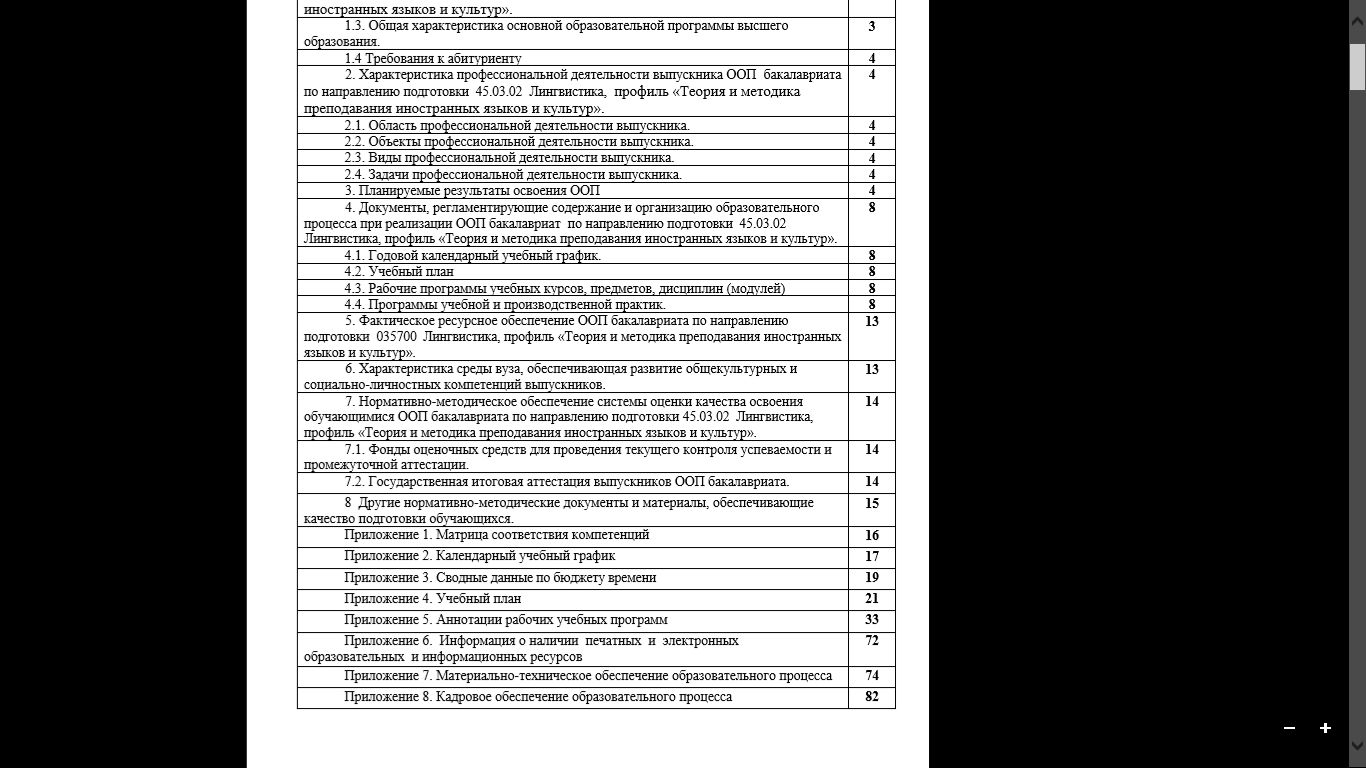 иностранных языков и культур».
1.3. Общая характеристика основной образовательной программы высшего 3
образования.
1.4 Требования к абитуриенту 4
2. Характеристика профессиональной деятельности выпускника ООП бакалавриата 4
по направлению подготовки 45.03.02 Лингвистика, профиль «Теория и методика
преподавания иностранных языков и культур».
2.1. Область профессиональной деятельности выпускника. 4
2.2. Объекты профессиональной деятельности выпускника. 4
2.3. Виды профессиональной деятельности выпускника. 4
2.4. Задачи профессиональной деятельности выпускника. 4
3. Планируемые результаты освоения ООП 4
4. Документы, регламентирующие содержание и организацию образовательного 8
процесса при реализации ООП бакалавриат по направлению подготовки 45.03.02
Лингвистика, профиль «Теория и методика преподавания иностранных языков и культур».
4.1. Годовой календарный учебный график. 8
4.2. Учебный план 8
4.3. Рабочие программы учебных курсов, предметов, дисциплин (модулей) 8
4.4. Программы учебной и производственной практик. 8
5. Фактическое ресурсное обеспечение ООП бакалавриата по направлению 13
подготовки 035700 Лингвистика, профиль «Теория и методика преподавания иностранных
языков и культур».
6. Характеристика среды вуза, обеспечивающая развитие общекультурных и 13
социально-личностных компетенций выпускников.
7. Нормативно-методическое обеспечение системы оценки качества освоения 14
обучающимися ООП бакалавриата по направлению подготовки 45.03.02 Лингвистика,
профиль «Теория и методика преподавания иностранных языков и культур».
7.1. Фонды оценочных средств для проведения текущего контроля успеваемости и 14
промежуточной аттестации.
7.2. Государственная итоговая аттестация выпускников ООП бакалавриата. 14
8 Другие нормативно-методические документы и материалы, обеспечивающие 15
качество подготовки обучающихся.
Приложение 1. Матрица соответствия компетенций 16
Приложение 2. Календарный учебный график 17
Приложение 3. Сводные данные по бюджету времени 19
Приложение 4. Учебный план 21
Приложение 5. Аннотации рабочих учебных программ 33
Приложение 6. Информация о наличии печатных и электронных 72
образовательных и информационных ресурсов
Приложение 7. Материально-техническое обеспечение образовательного процесса 74
Приложение 8. Кадровое обеспечение образовательного процесса 82